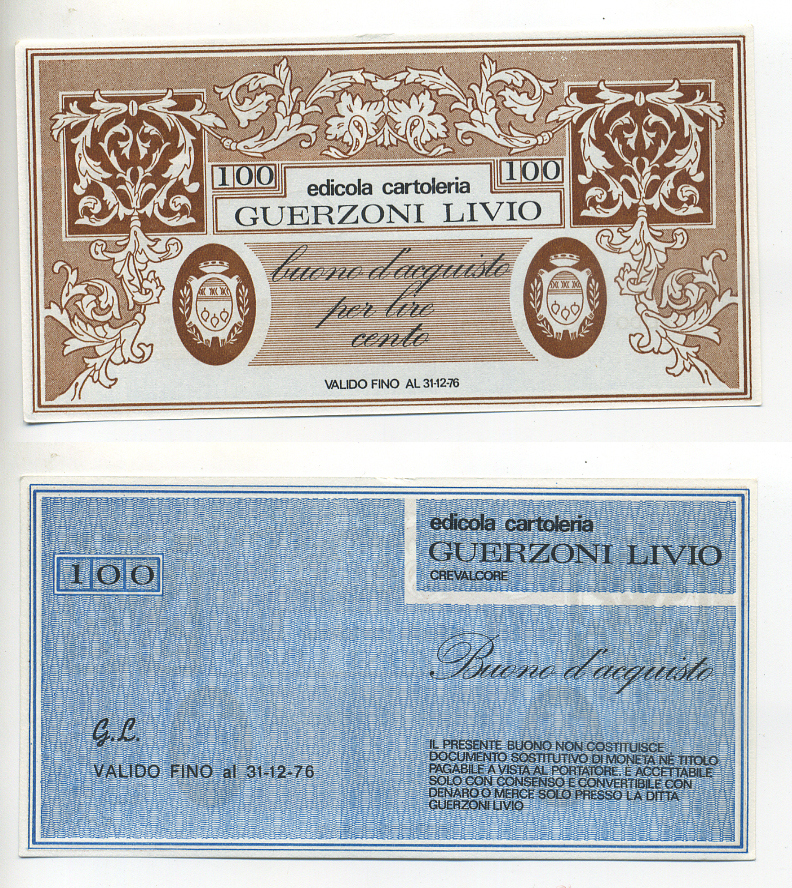 100
100
edicola cartoleria
GUERZONI LIVIO
buono d'acquisto
per lire
cento
VALIDO FINO AL 31-12-76
edicola cartoleria
GUERZONI LIVIO
CREVALCORE
100
Buono d'acquisto
G.L.
VALIDO FINO al 31-12-76
IL PRESENTE BUONO NON COSTITUISCE
DOCUMENTO SOSTITUTIVO DI MONETA NÉ TITOLO
PAGABILE A VISTA AL PORTATORE. È ACCETTABILE
SOLO CON CONSENSO E CONVERTIBILE CON
DENARO O MERCE SOLO PRESSO LA DITTA
GUERZONI LIVIO